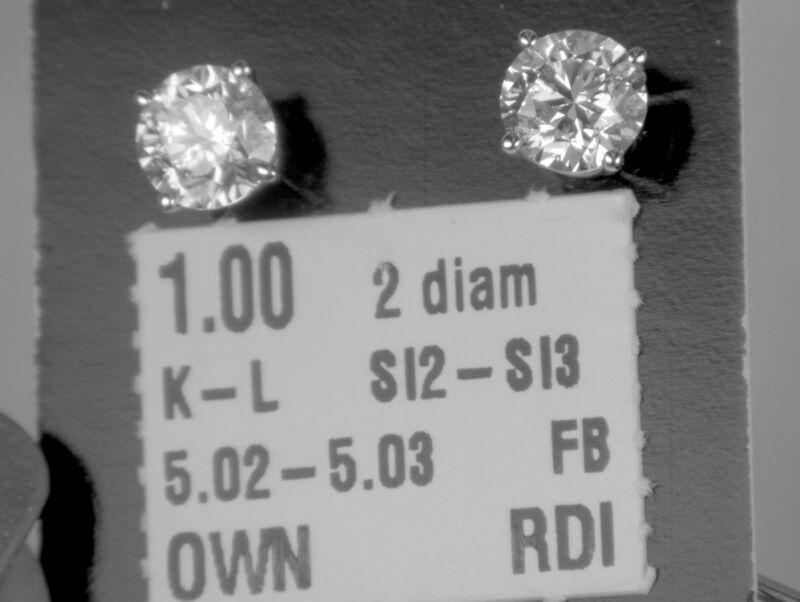 1.00 2 diam
K-L SI2-SI3
5.02-5.03 FB
OWN RDI